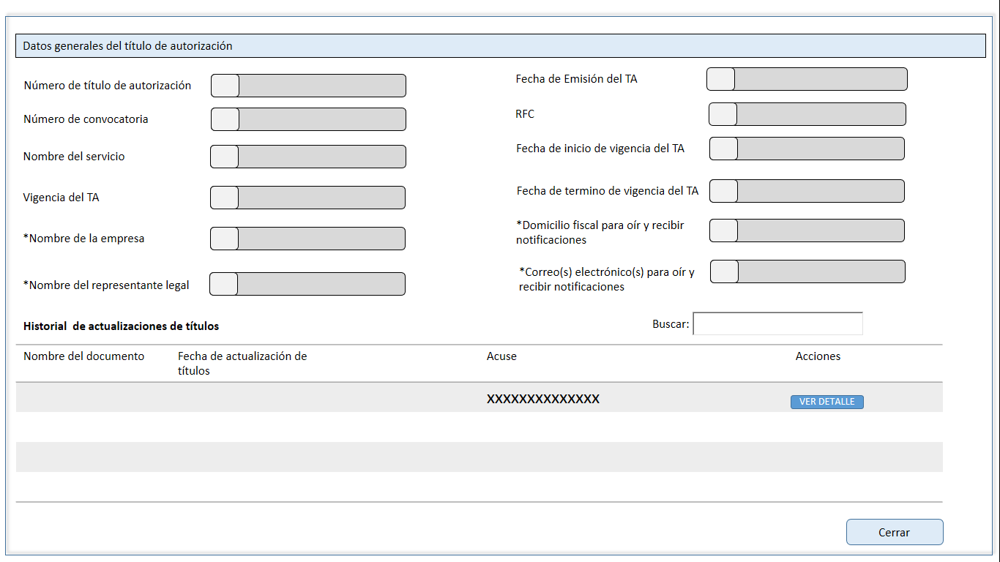 Datos generales del título de autorización
Número de título de autorización
Fecha de Emisión del TA
Número de convocatoria
RFC
Nombre del servicio
Fecha de inicio de vigencia del TA
Vigencia del TA
Fecha de termino de vigencia del TA
*Nombre de la empresa
*Domicilio fiscal para oír y recibir
notificaciones
*Nombre del representante legal
*Correo(s) electrónico(s) para oír y
recibir notificaciones
Historial de actualizaciones de títulos
Buscar:
Nombre del documento
Fecha de actualización de
títulos
Acuse
Acciones
XXXXXXXXXXXXXX
VER DETALLE
Cerrar